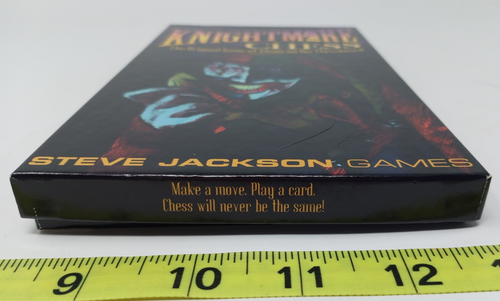 KNIGHTMARE
CHESS
STEVE JACKSON GAMES
Make a move. Play a card.
Chess will never be the same!
9 10 11 12